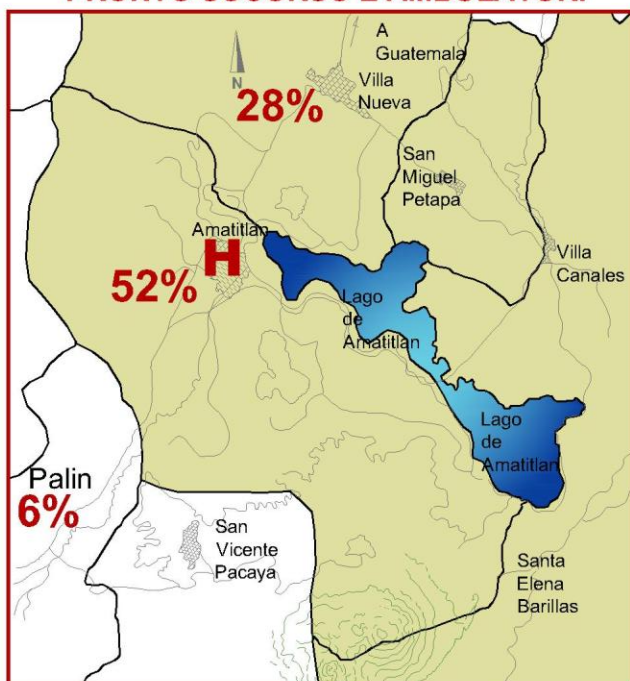 A
Guatemala
Villa
Nueva
N
28%
San
Miguel
Petapa
Amatitlan
H
52%
Villa
Canales
Lago
de
Amatitlan
Lago
de
Amatitlan
Palin
6%
San
Vicente
Pacaya
Santa
Elena
Barillas